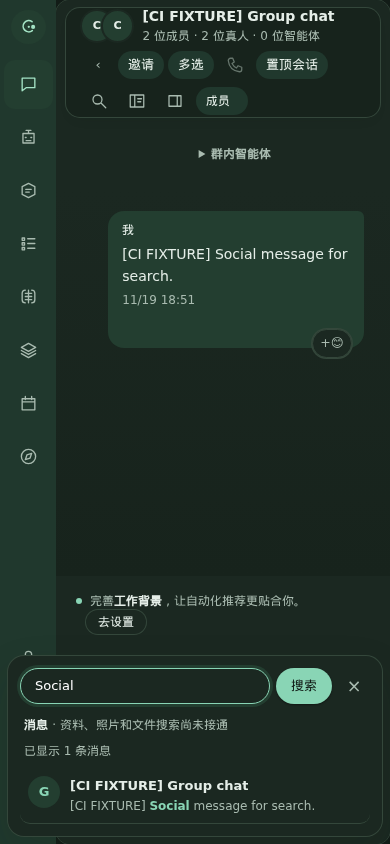 C C
[CI FIXTURE] Group chat
2 位成员 · 2 位真人 · 0 位智能体
邀请 多选 置顶会话
成员
群内智能体
我
[CI FIXTURE] Social message for
search.
11/19 18:51
+😊
完善工作背景，让自动化推荐更贴合你。
去设置
Social 搜索
消息 · 资料、照片和文件搜索尚未接通
已显示 1 条消息
G
[CI FIXTURE] Group chat
[CI FIXTURE] Social message for search.